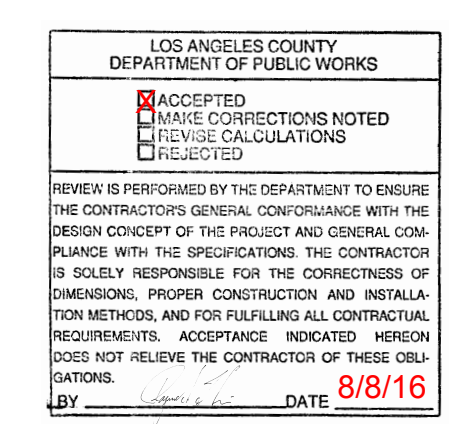 LOS ANGELES COUNTY
DEPARTMENT OF PUBLIC WORKS
☒ ACCEPTED
☐ MAKE CORRECTIONS NOTED
☐ REVISE CALCULATIONS
☐ REJECTED
REVIEW IS PERFORMED BY THE DEPARTMENT TO ENSURE
THE CONTRACTOR'S GENERAL CONFORMANCE WITH THE
DESIGN CONCEPT OF THE PROJECT AND GENERAL COM-
PLIANCE WITH THE SPECIFICATIONS. THE CONTRACTOR
IS SOLELY RESPONSIBLE FOR THE CORRECTNESS OF
DIMENSIONS, PROPER CONSTRUCTION AND INSTALLA-
TION METHODS, AND FOR FULFILLING ALL CONTRACTUAL
REQUIREMENTS. ACCEPTANCE INDICATED HEREON
DOES NOT RELIEVE THE CONTRACTOR OF THESE OBLI-
GATIONS.
BY DATE 8/8/16